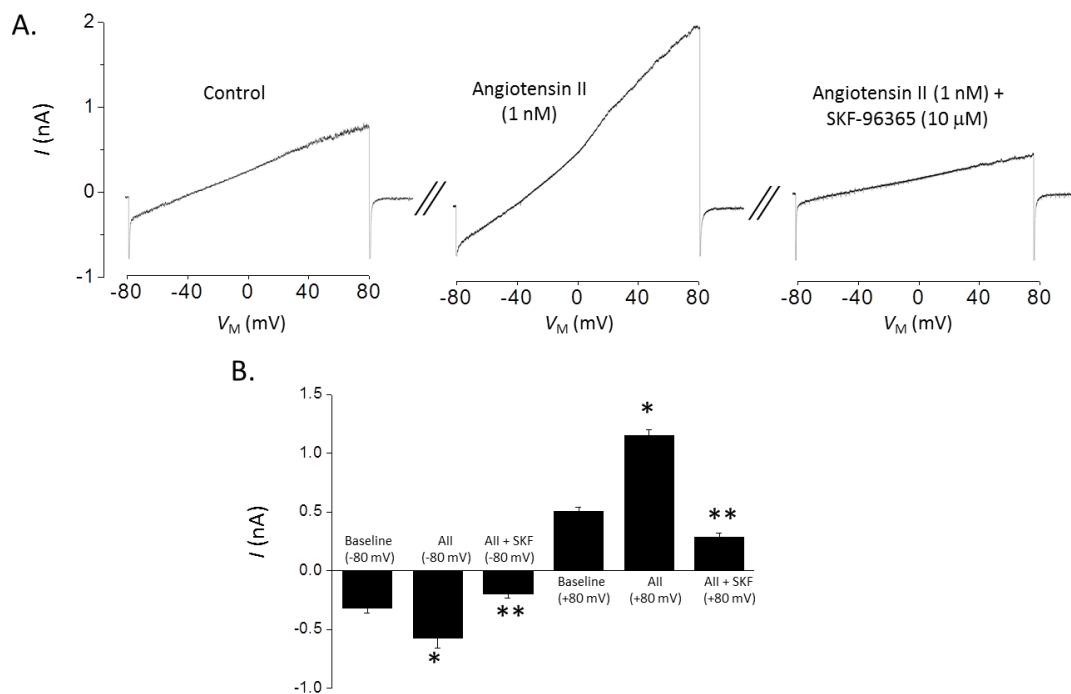 A.
2
1
0
-1
I (nA)
Control
Angiotensin II
(1 nM)
Angiotensin II (1 nM) +
SKF-96365 (10 μM)
-80 -40 0 40 80
-80 -40 0 40 80
-80 -40 0 40 80
V_M (mV)
V_M (mV)
V_M (mV)
B.
1.5
1.0
0.5
0.0
-0.5
-1.0
I (nA)
*
**
Baseline
(-80 mV)
AII
(-80 mV)
AII + SKF
(-80 mV)
Baseline
(+80 mV)
AII
(+80 mV)
AII + SKF
(+80 mV)
*
**